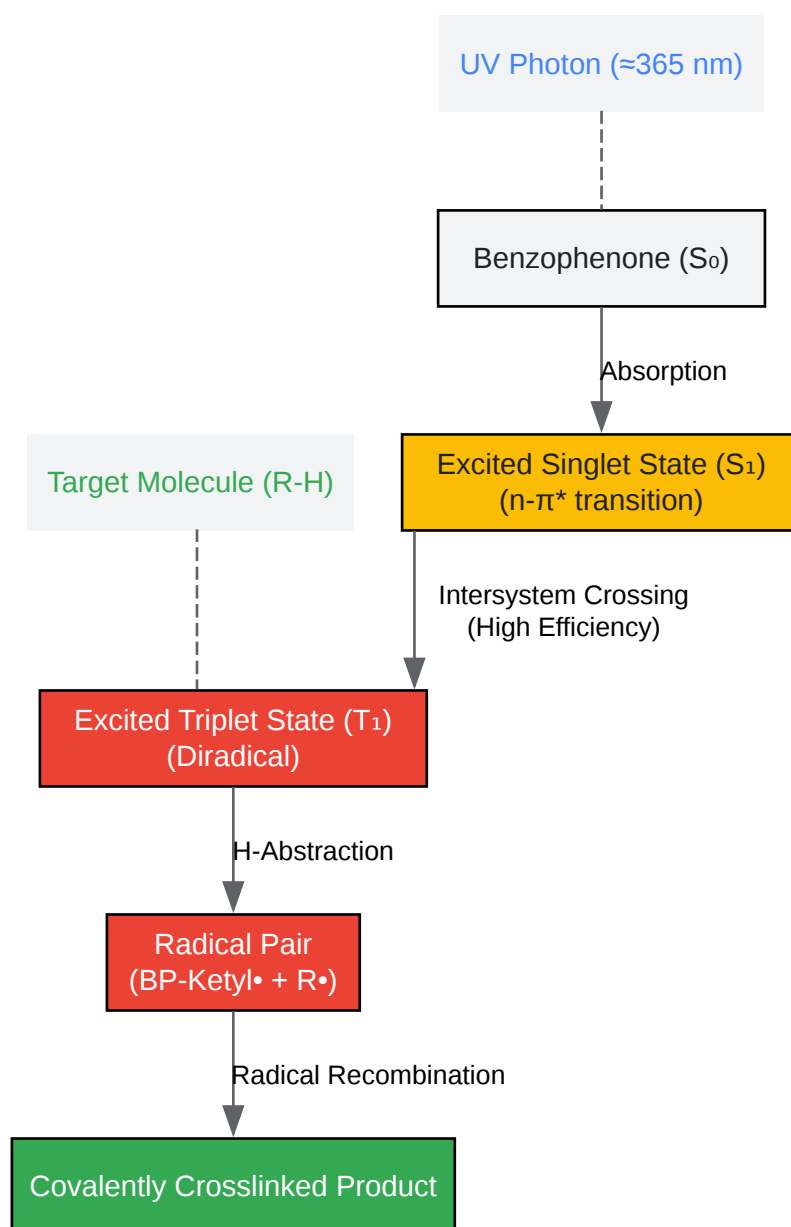 UV Photon (≈365 nm)
Benzophenone (S₀)
Absorption
Excited Singlet State (S₁)
(n-π* transition)
Target Molecule (R-H)
Intersystem Crossing
(High Efficiency)
Excited Triplet State (T₁)
(Diradical)
H-Abstraction
Radical Pair
(BP-Ketyl• + R•)
Radical Recombination
Covalently Crosslinked Product